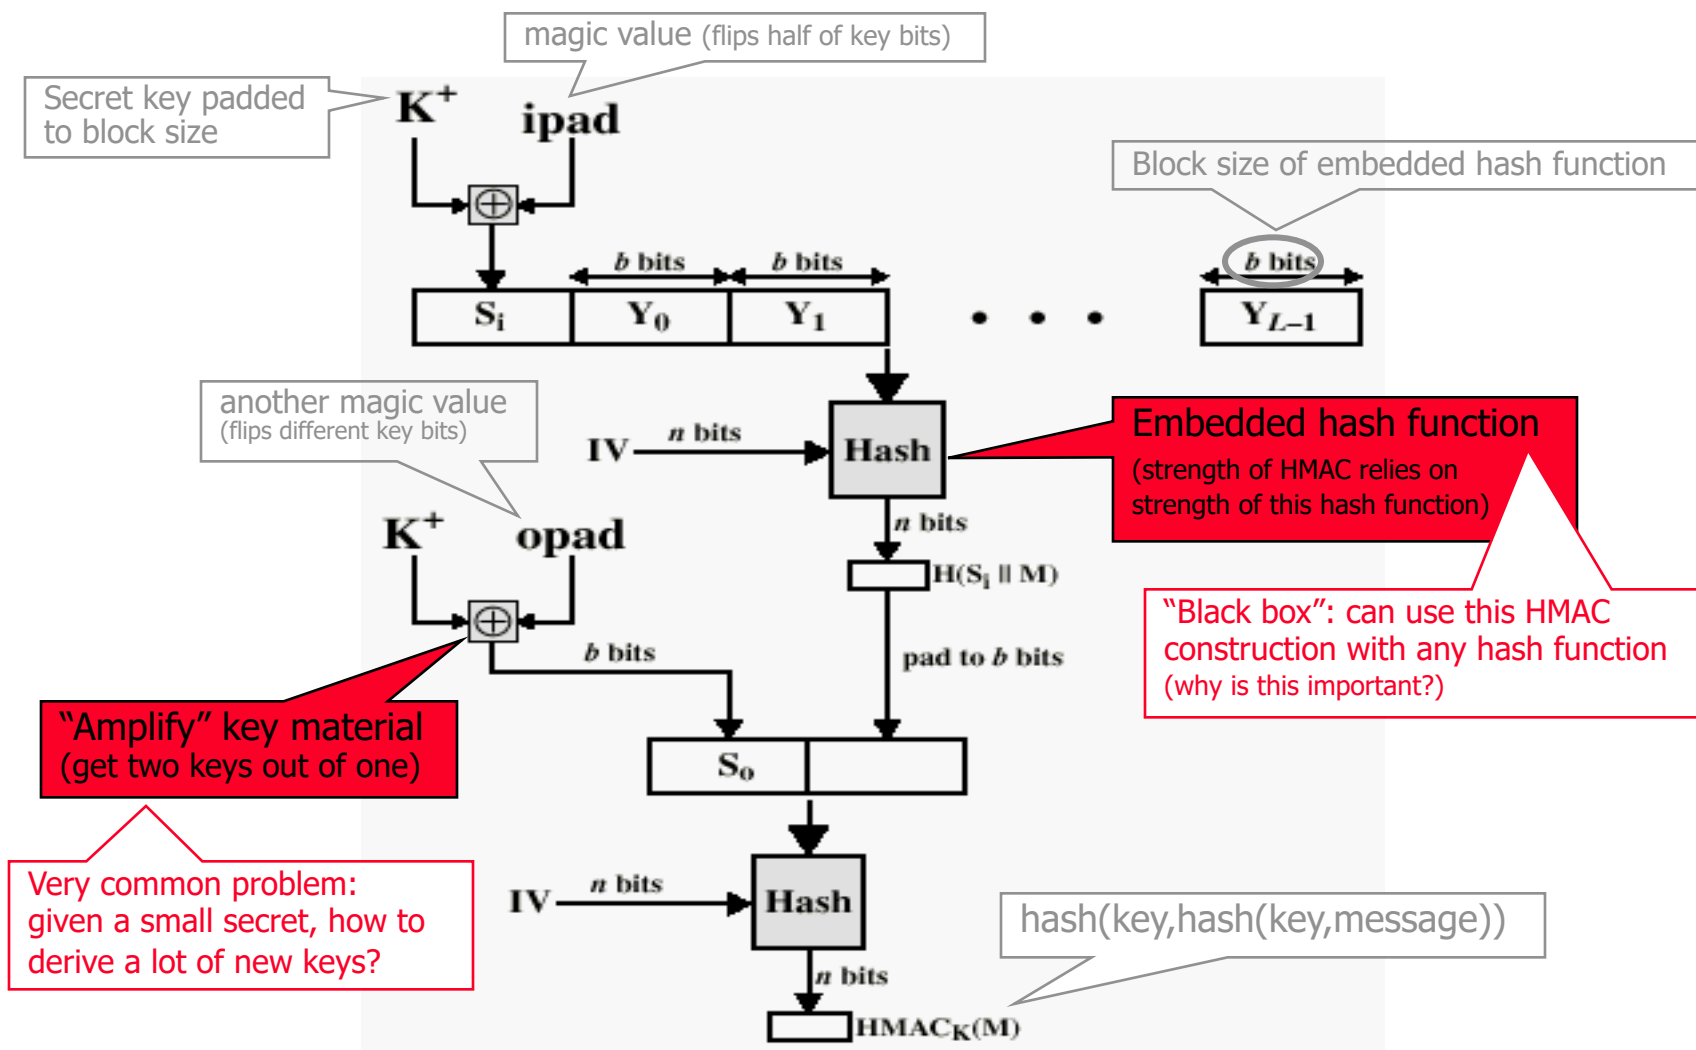 magic value (flips half of key bits)
Secret key padded
to block size
K+
ipad
Block size of embedded hash function
b bits
b bits
b bits
Si
Y0
Y1
• • •
YL−1
another magic value
(flips different key bits)
IV
n bits
Hash
Embedded hash function
(strength of HMAC relies on
strength of this hash function)
n bits
K+
opad
H(Si || M)
"Black box": can use this HMAC
construction with any hash function
(why is this important?)
b bits
pad to b bits
"Amplify" key material
(get two keys out of one)
So
Very common problem:
given a small secret, how to
derive a lot of new keys?
IV
n bits
Hash
hash(key,hash(key,message))
n bits
HMACK(M)